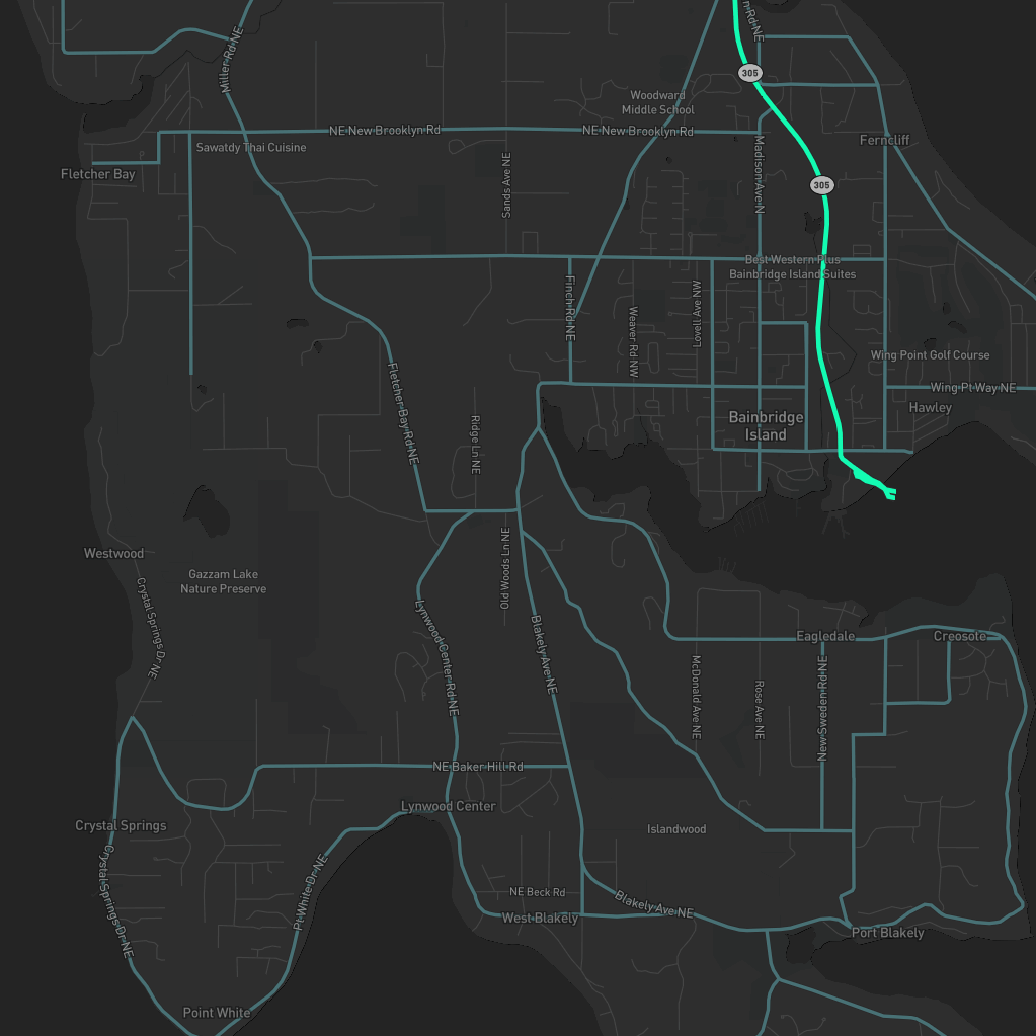 n Rd NE
Miller Rd NE
305
Woodward
Middle School
NE New Brooklyn Rd
NE New Brooklyn Rd
Sawatdy Thai Cuisine
Ferncliff
Fletcher Bay
Sands Ave NE
Madison Ave N
305
Best Western Plus
Bainbridge Island Suites
Finch Rd NE
Weaver Rd NW
Lovell Ave NW
Wing Point Golf Course
Fletcher Bay Rd NE
Wing Pt Way NE
Hawley
Bainbridge
Island
Ridge Ln NE
Westwood
Gazzam Lake
Nature Preserve
Old Woods Ln NE
Crystal Springs Dr NE
Lynwood Center Rd NE
Blakely Ave NE
Eagledale
Creosote
McDonald Ave NE
Rose Ave NE
New Sweden Rd NE
NE Baker Hill Rd
Lynwood Center
Crystal Springs
Islandwood
Crystal Springs Dr NE
Pt White Dr NE
NE Beck Rd
Blakely Ave NE
West Blakely
Port Blakely
Point White